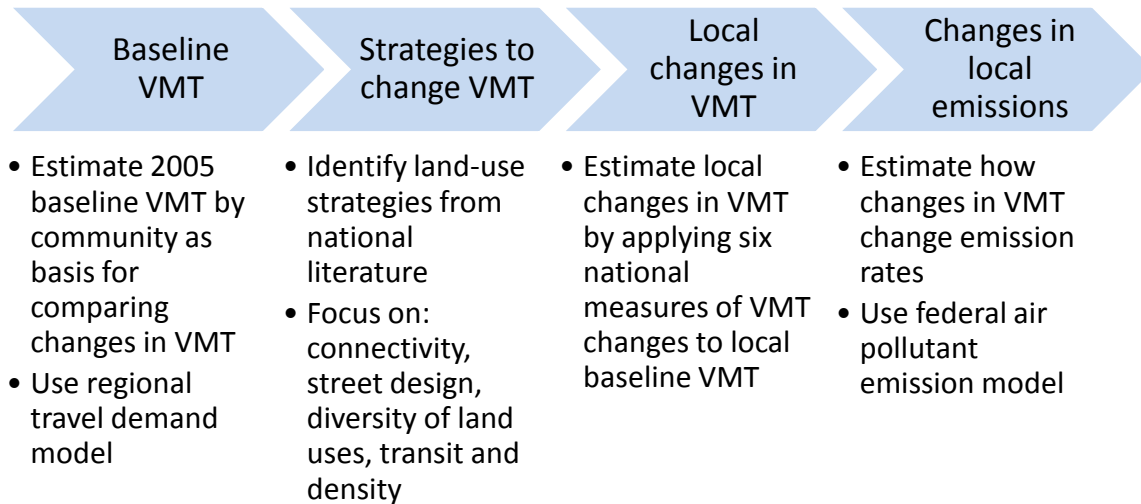 Baseline
VMT
• Estimate 2005
baseline VMT by
community as
basis for
comparing
changes in VMT
• Use regional
travel demand
model
Strategies to
change VMT
• Identify land-use
strategies from
national
literature
• Focus on:
connectivity,
street design,
diversity of land
uses, transit and
density
Local
changes in
VMT
• Estimate local
changes in VMT
by applying six
national
measures of VMT
changes to local
baseline VMT
Changes in
local
emissions
• Estimate how
changes in VMT
change emission
rates
• Use federal air
pollutant
emission model